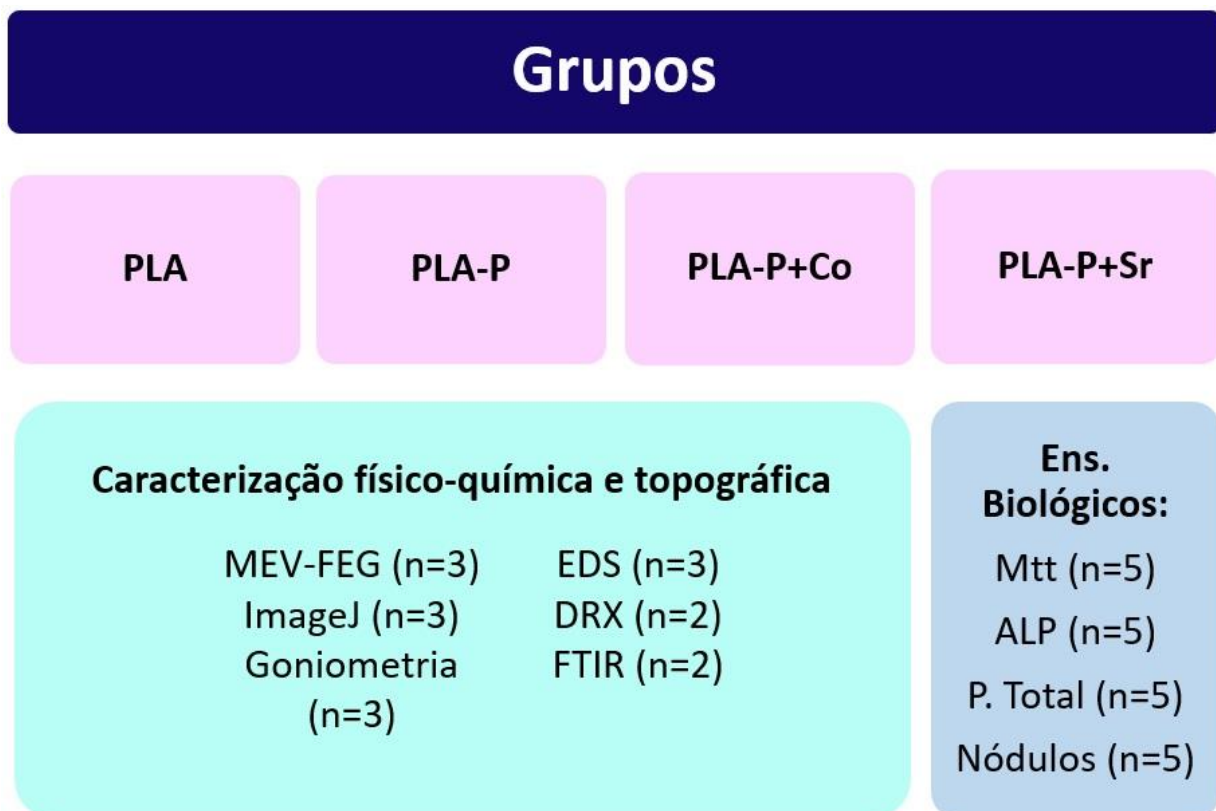 Grupos
PLA
PLA-P
PLA-P+Co
PLA-P+Sr
Caracterização físico-química e topográfica
MEV-FEG (n=3)
ImageJ (n=3)
Goniometria
(n=3)
EDS (n=3)
DRX (n=2)
FTIR (n=2)
Ens.
Biológicos:
Mtt (n=5)
ALP (n=5)
P. Total (n=5)
Nódulos (n=5)